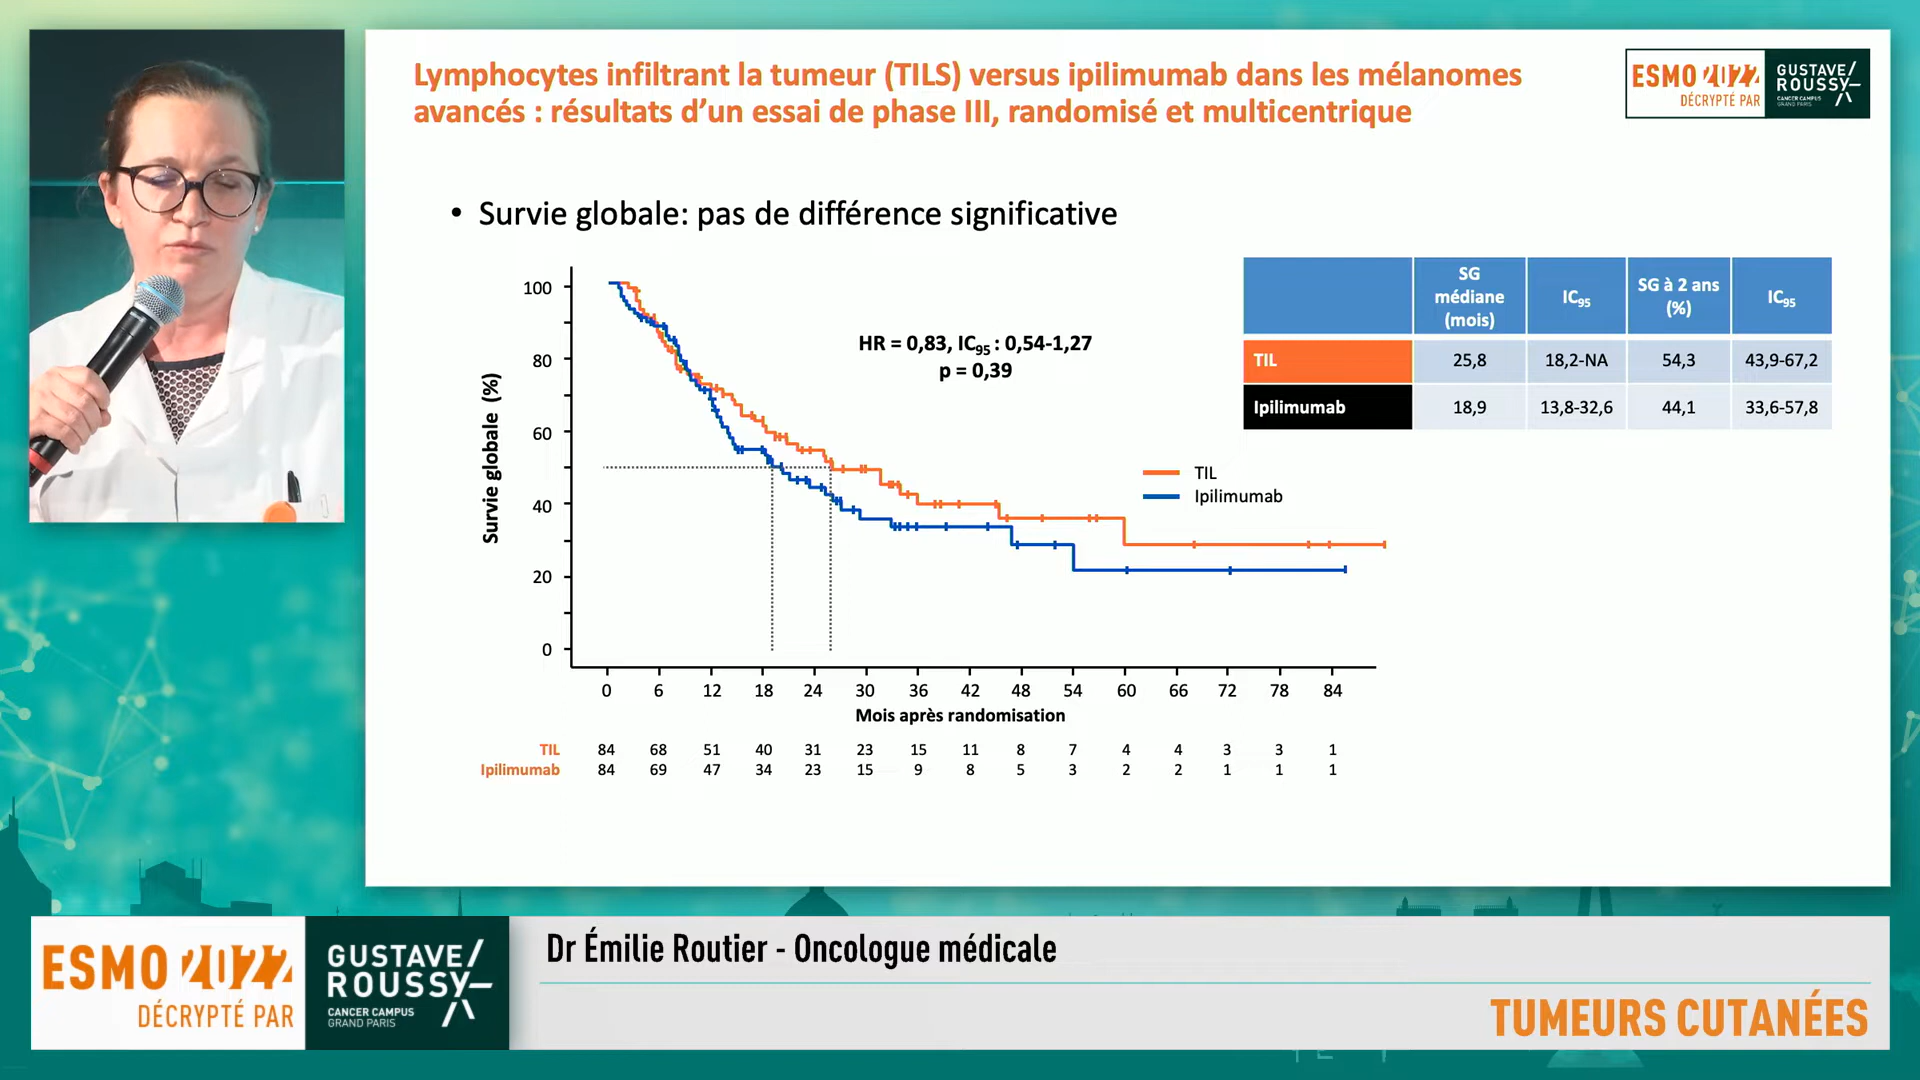 Lymphocytes infiltrant la tumeur (TILS) versus ipilimumab dans les mélanomes
avancés : résultats d'un essai de phase III, randomisé et multicentrique
ESMO 2022
DÉCRYPTÉ PAR
GUSTAVE/
ROUSSY
CANCER CAMPUS
GRAND PARIS
• Survie globale: pas de différence significative
Survie globale (%)
100
80
60
40
20
0
HR = 0,83, IC95 : 0,54-1,27
p = 0,39
SG médiane (mois) IC95 SG à 2 ans (%) IC95
TIL 25,8 18,2-NA 54,3 43,9-67,2
Ipilimumab 18,9 13,8-32,6 44,1 33,6-57,8
TIL
Ipilimumab
0 6 12 18 24 30 36 42 48 54 60 66 72 78 84
Mois après randomisation
TIL 84 68 51 40 31 23 15 11 8 7 4 4 3 3 1
Ipilimumab 84 69 47 34 23 15 9 8 5 3 2 2 1 1 1
ESMO 2022
DÉCRYPTÉ PAR
GUSTAVE/
ROUSSY
CANCER CAMPUS
GRAND PARIS
Dr Émilie Routier - Oncologue médicale
TUMEURS CUTANÉES